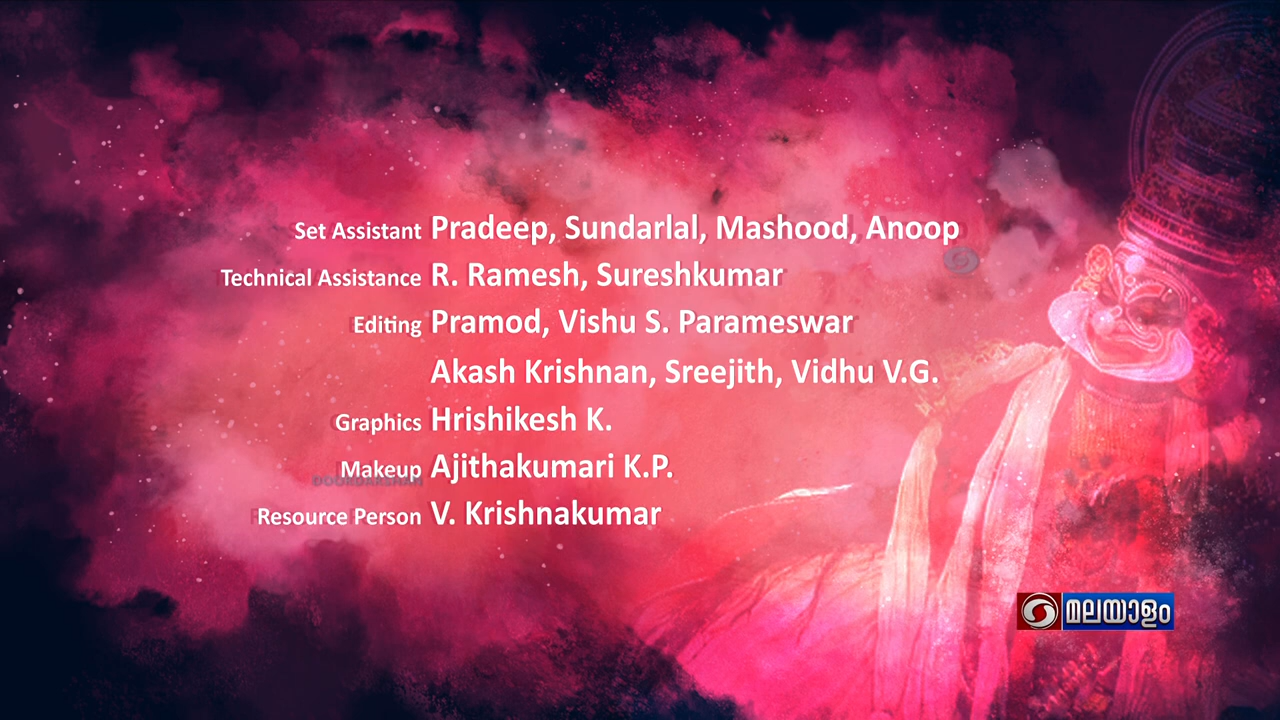 Set Assistant Pradeep, Sundarlal, Mashood, Anoop
Technical Assistance R. Ramesh, Sureshkumar
Editing Pramod, Vishu S. Parameswar
Akash Krishnan, Sreejith, Vidhu V.G.
Graphics Hrishikesh K.
Makeup Ajithakumari K.P.
DOORDARSHAN
Resource Person V. Krishnakumar
മലയാളം